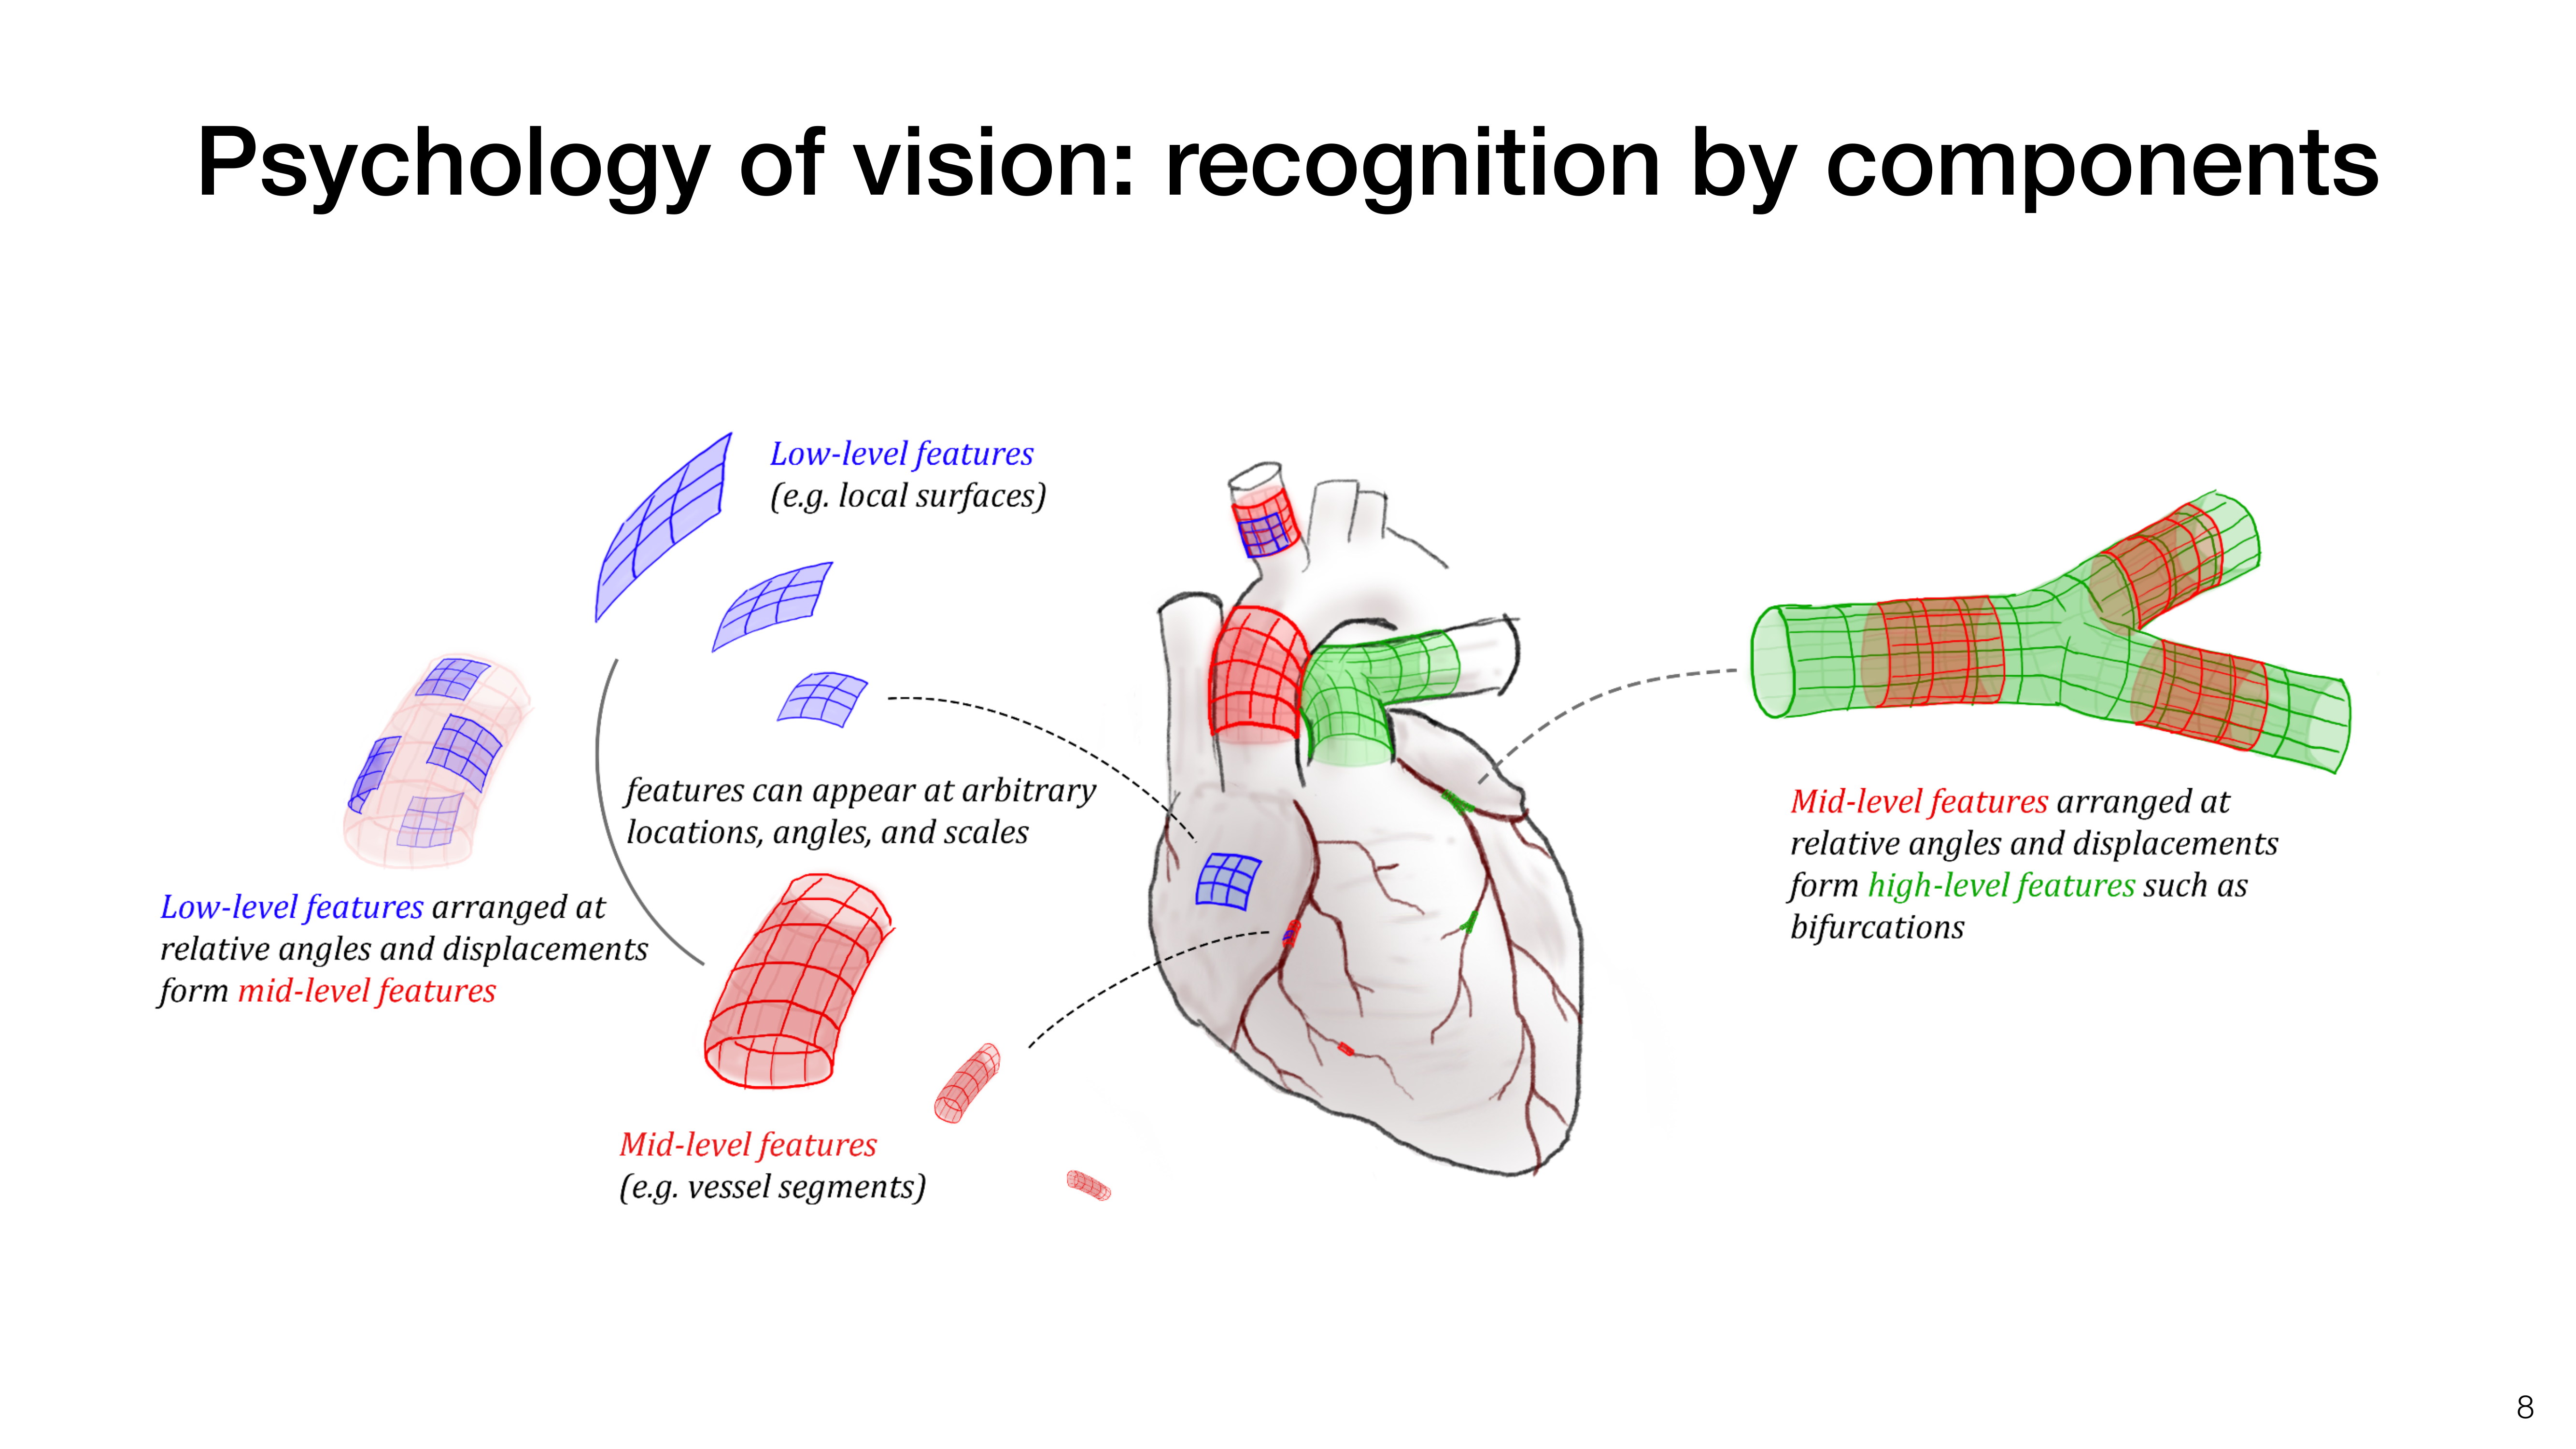 Psychology of vision: recognition by components
Low-level features
(e.g. local surfaces)
features can appear at arbitrary
locations, angles, and scales
Low-level features arranged at
relative angles and displacements
form mid-level features
Mid-level features
(e.g. vessel segments)
Mid-level features arranged at
relative angles and displacements
form high-level features such as
bifurcations
8